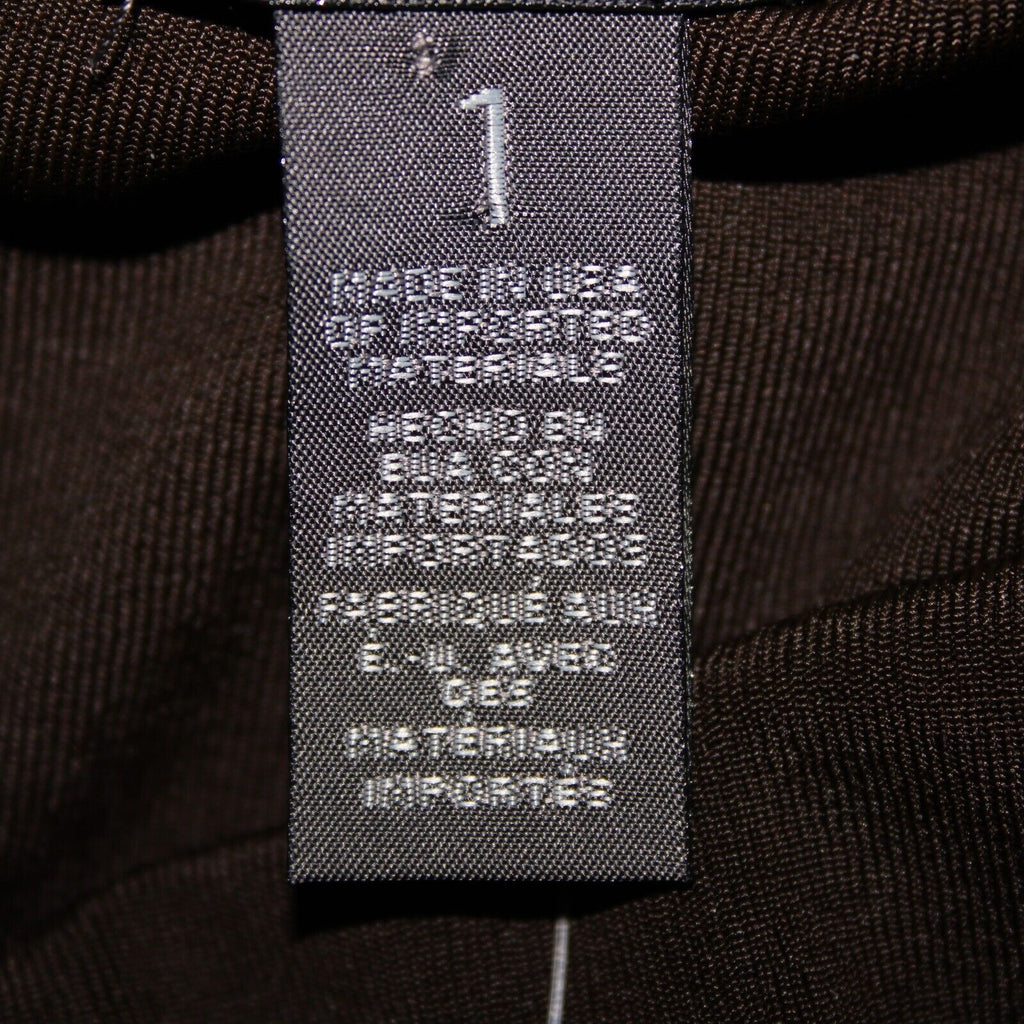 1
MADE IN USA
OF IMPORTED
MATERIALS
HECHO EN
EUA CON
MATERIALES
IMPORTADOS
FABRIQUÉ AUX
É.-U. AVEC
DES
MATÉRIAUX
IMPORTÉS